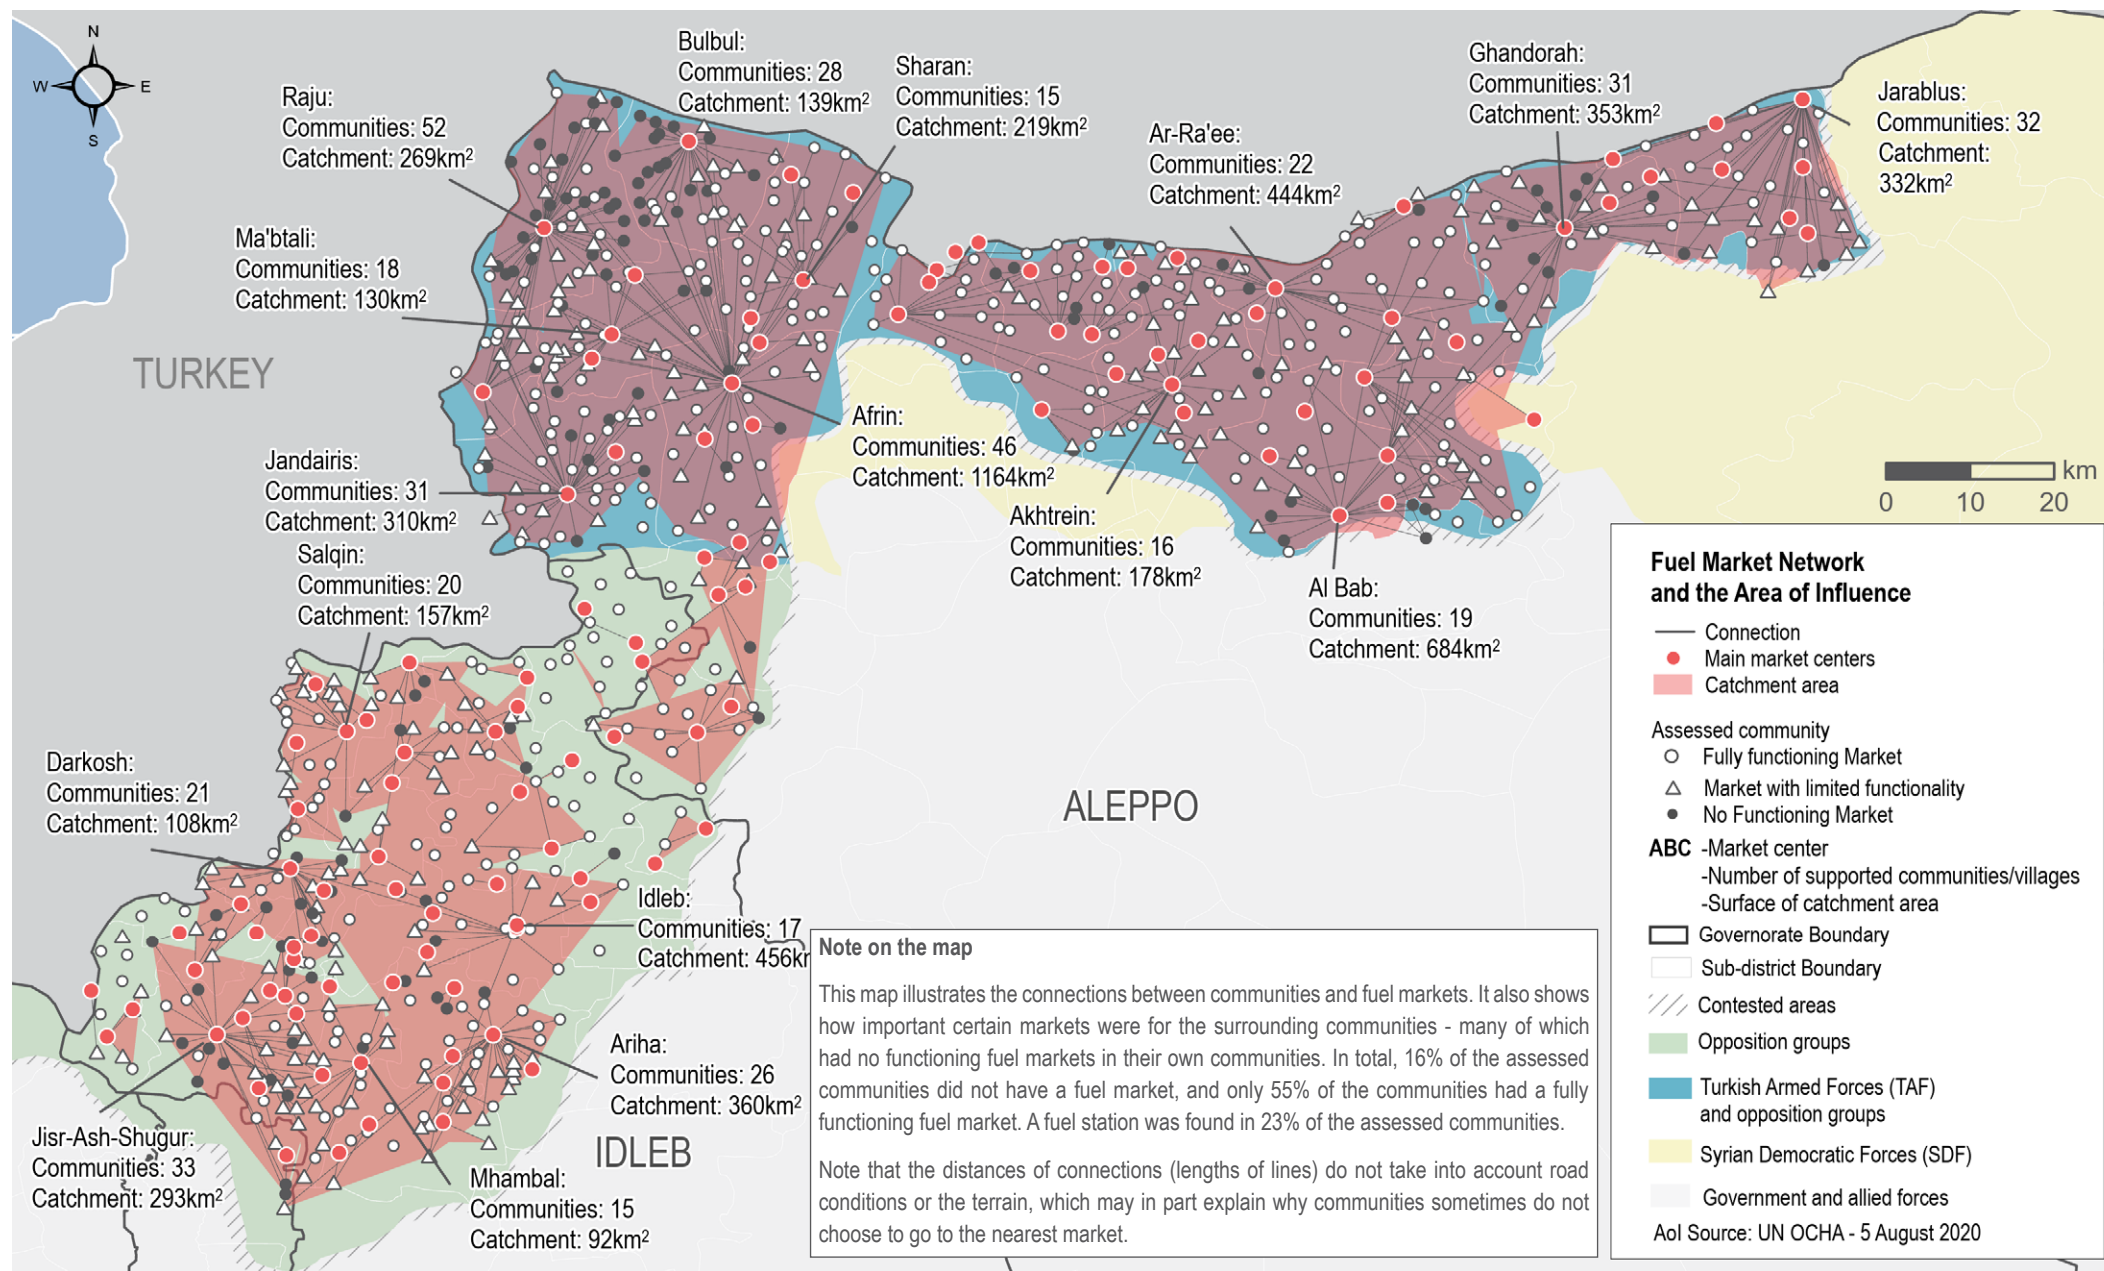 N
W
E
S
Bulbul:
Communities: 28
Catchment: 139km²
Sharan:
Communities: 15
Catchment: 219km²
Raju:
Communities: 52
Catchment: 269km²
Ghandorah:
Communities: 31
Catchment: 353km²
Jarablus:
Communities: 32
Catchment:
332km²
Ar-Ra'ee:
Communities: 22
Catchment: 444km²
Ma'btali:
Communities: 18
Catchment: 130km²
TURKEY
Afrin:
Communities: 46
Catchment: 1164km²
Jandairis:
Communities: 31
Catchment: 310km²
Akhtrein:
Communities: 16
Catchment: 178km²
Salqin:
Communities: 20
Catchment: 157km²
Al Bab:
Communities: 19
Catchment: 684km²
km
0 10 20
Darkosh:
Communities: 21
Catchment: 108km²
ALEPPO
Idleb:
Communities: 17
Catchment: 456kr
Ariha:
Communities: 26
Catchment: 360km²
IDLEB
Jisr-Ash-Shugur:
Communities: 33
Catchment: 293km²
Mhambal:
Communities: 15
Catchment: 92km²
Note on the map
This map illustrates the connections between communities and fuel markets. It also shows
how important certain markets were for the surrounding communities - many of which
had no functioning fuel markets in their own communities. In total, 16% of the assessed
communities did not have a fuel market, and only 55% of the communities had a fully
functioning fuel market. A fuel station was found in 23% of the assessed communities.
Note that the distances of connections (lengths of lines) do not take into account road
conditions or the terrain, which may in part explain why communities sometimes do not
choose to go to the nearest market.
Fuel Market Network
and the Area of Influence
Connection
Main market centers
Catchment area
Assessed community
Fully functioning Market
Market with limited functionality
No Functioning Market
ABC -Market center
-Number of supported communities/villages
-Surface of catchment area
Governorate Boundary
Sub-district Boundary
Contested areas
Opposition groups
Turkish Armed Forces (TAF)
and opposition groups
Syrian Democratic Forces (SDF)
Government and allied forces
AoI Source: UN OCHA - 5 August 2020